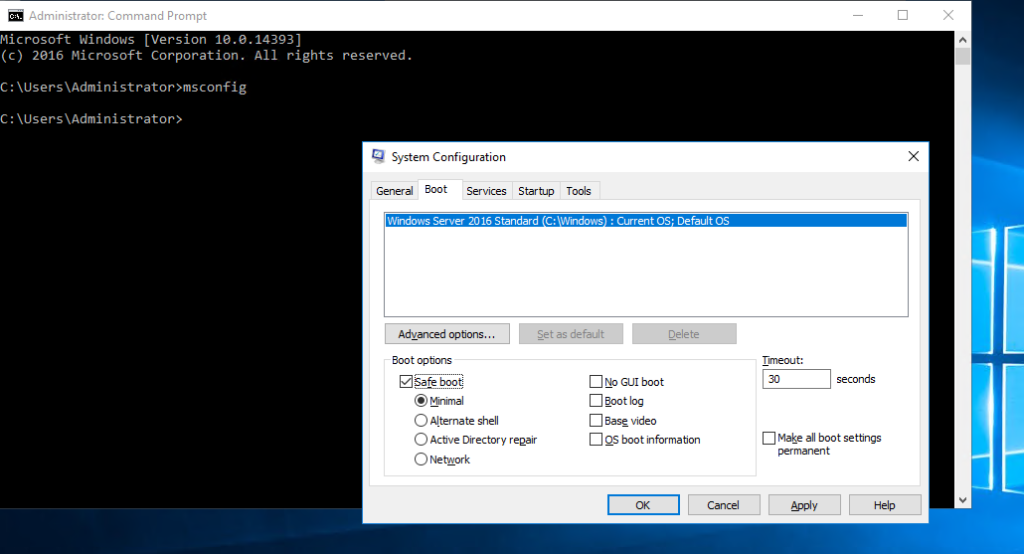 Administrator: Command Prompt
Microsoft Windows [Version 10.0.14393]
(c) 2016 Microsoft Corporation. All rights reserved.
C:\Users\Administrator>msconfig
C:\Users\Administrator>
System Configuration
General Boot Services Startup Tools
Windows Server 2016 Standard (C:\Windows) : Current OS; Default OS
Advanced options... Set as default Delete
Boot options
Safe boot
Minimal
Alternate shell
Active Directory repair
Network
No GUI boot
Boot log
Base video
OS boot information
Timeout:
30 seconds
Make all boot settings
permanent
OK Cancel Apply Help